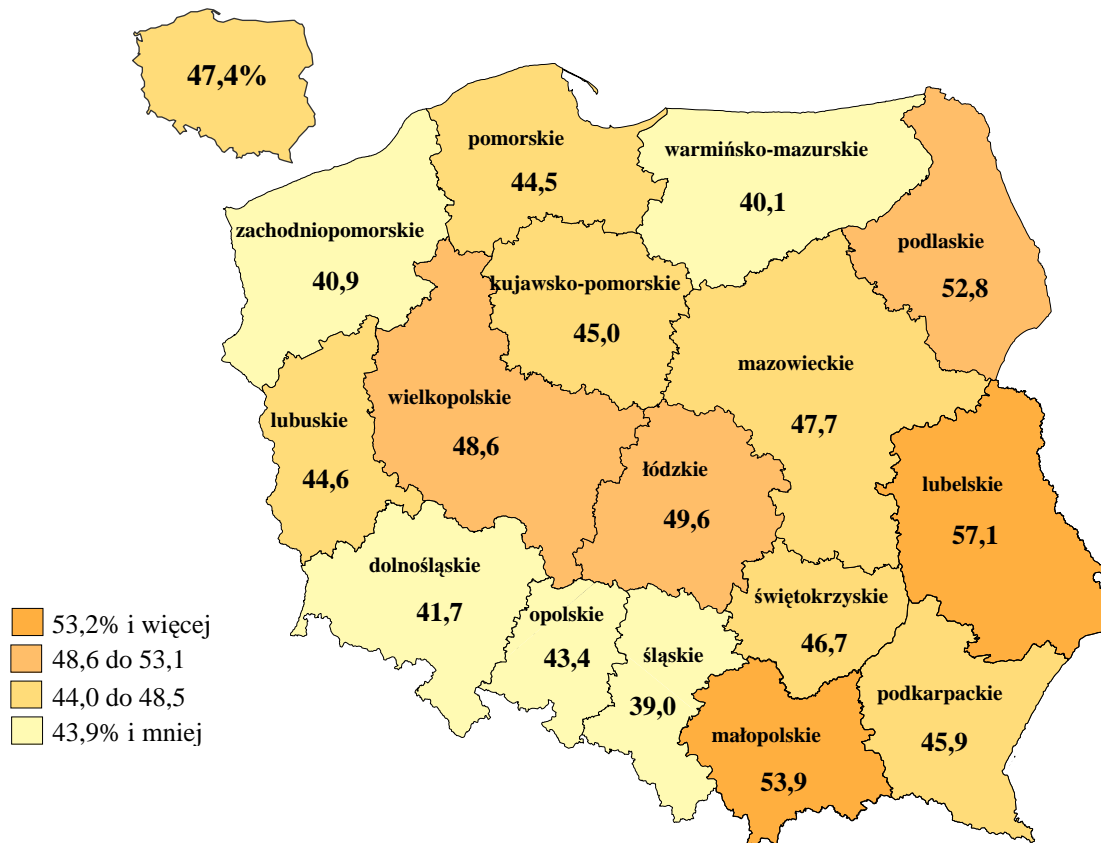 47,4%
pomorskie
44,5
warmińsko-mazurskie
40,1
zachodniopomorskie
40,9
podlaskie
52,8
kujawsko-pomorskie
45,0
mazowieckie
47,7
wielkopolskie
48,6
lubuskie
44,6
łódzkie
49,6
lubelskie
57,1
dolnośląskie
41,7
opolskie
43,4
śląskie
39,0
świętokrzyskie
46,7
małopolskie
53,9
podkarpackie
45,9
53,2% i więcej
48,6 do 53,1
44,0 do 48,5
43,9% i mniej